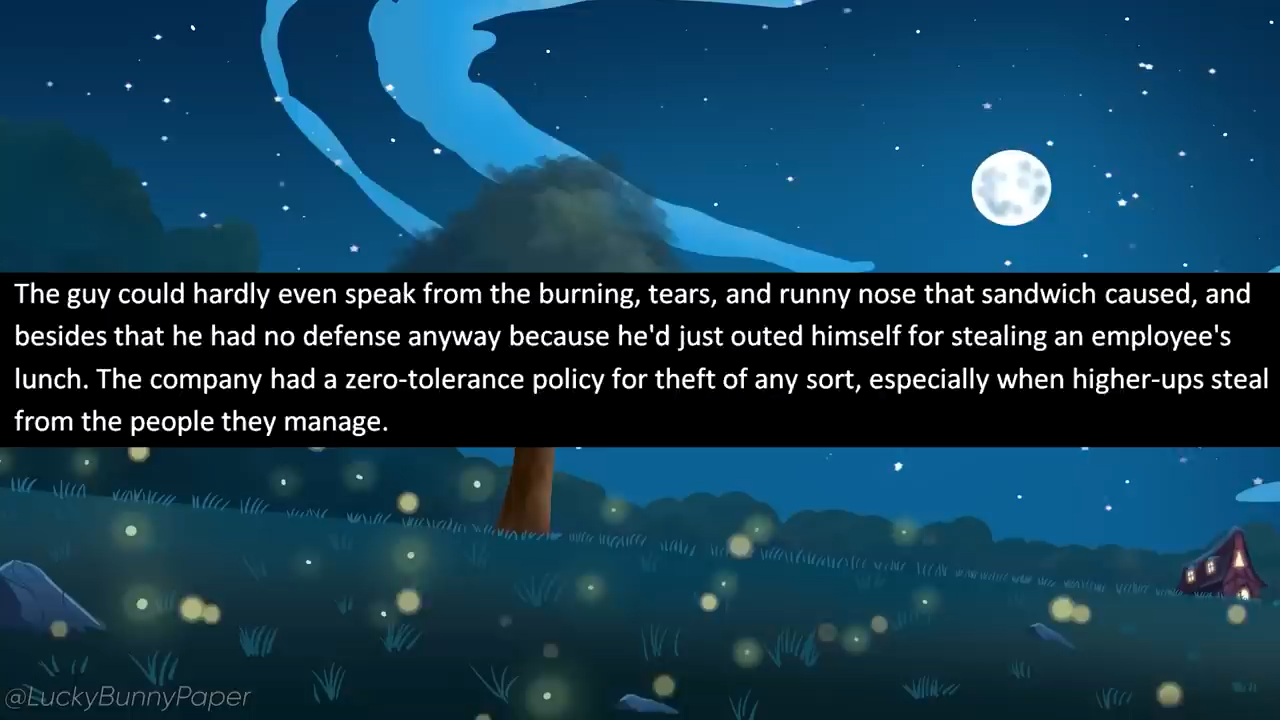 The guy could hardly even speak from the burning, tears, and runny nose that sandwich caused, and
besides that he had no defense anyway because he'd just outed himself for stealing an employee's
lunch. The company had a zero-tolerance policy for theft of any sort, especially when higher-ups steal
from the people they manage.
@LuckyBunnyPaper